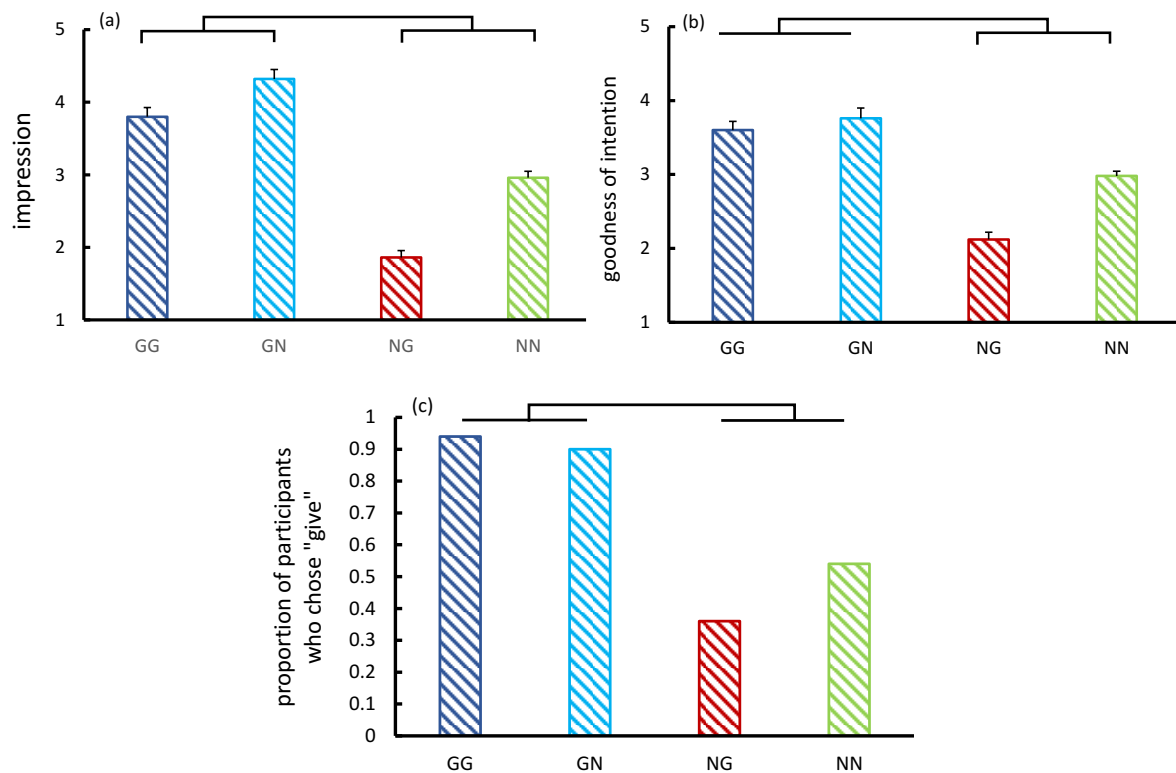 (a)
5
4
3
2
1
impression
GG GN NG NN
(b)
5
4
3
2
1
goodness of intention
GG GN NG NN
(c)
1
0.9
0.8
0.7
0.6
0.5
0.4
0.3
0.2
0.1
0
proportion of participants
who chose "give"
GG GN NG NN